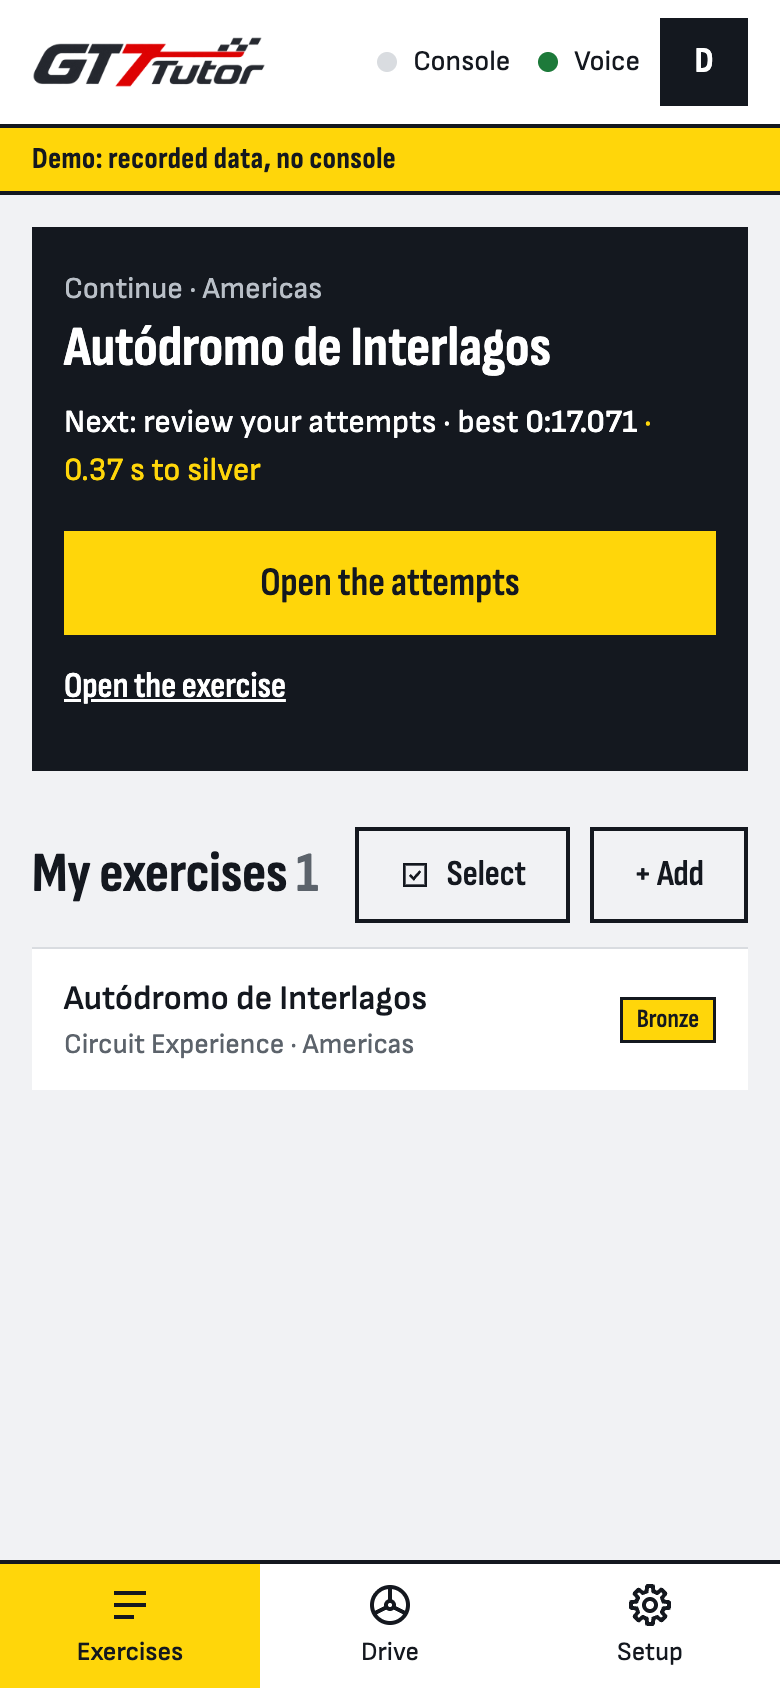 GT7 Tutor
Console
Voice
D
Demo: recorded data, no console
Continue · Americas
Autódromo de Interlagos
Next: review your attempts · best 0:17.071 ·
0.37 s to silver
Open the attempts
Open the exercise
My exercises 1
Select
+ Add
Autódromo de Interlagos
Circuit Experience · Americas
Bronze
Exercises
Drive
Setup